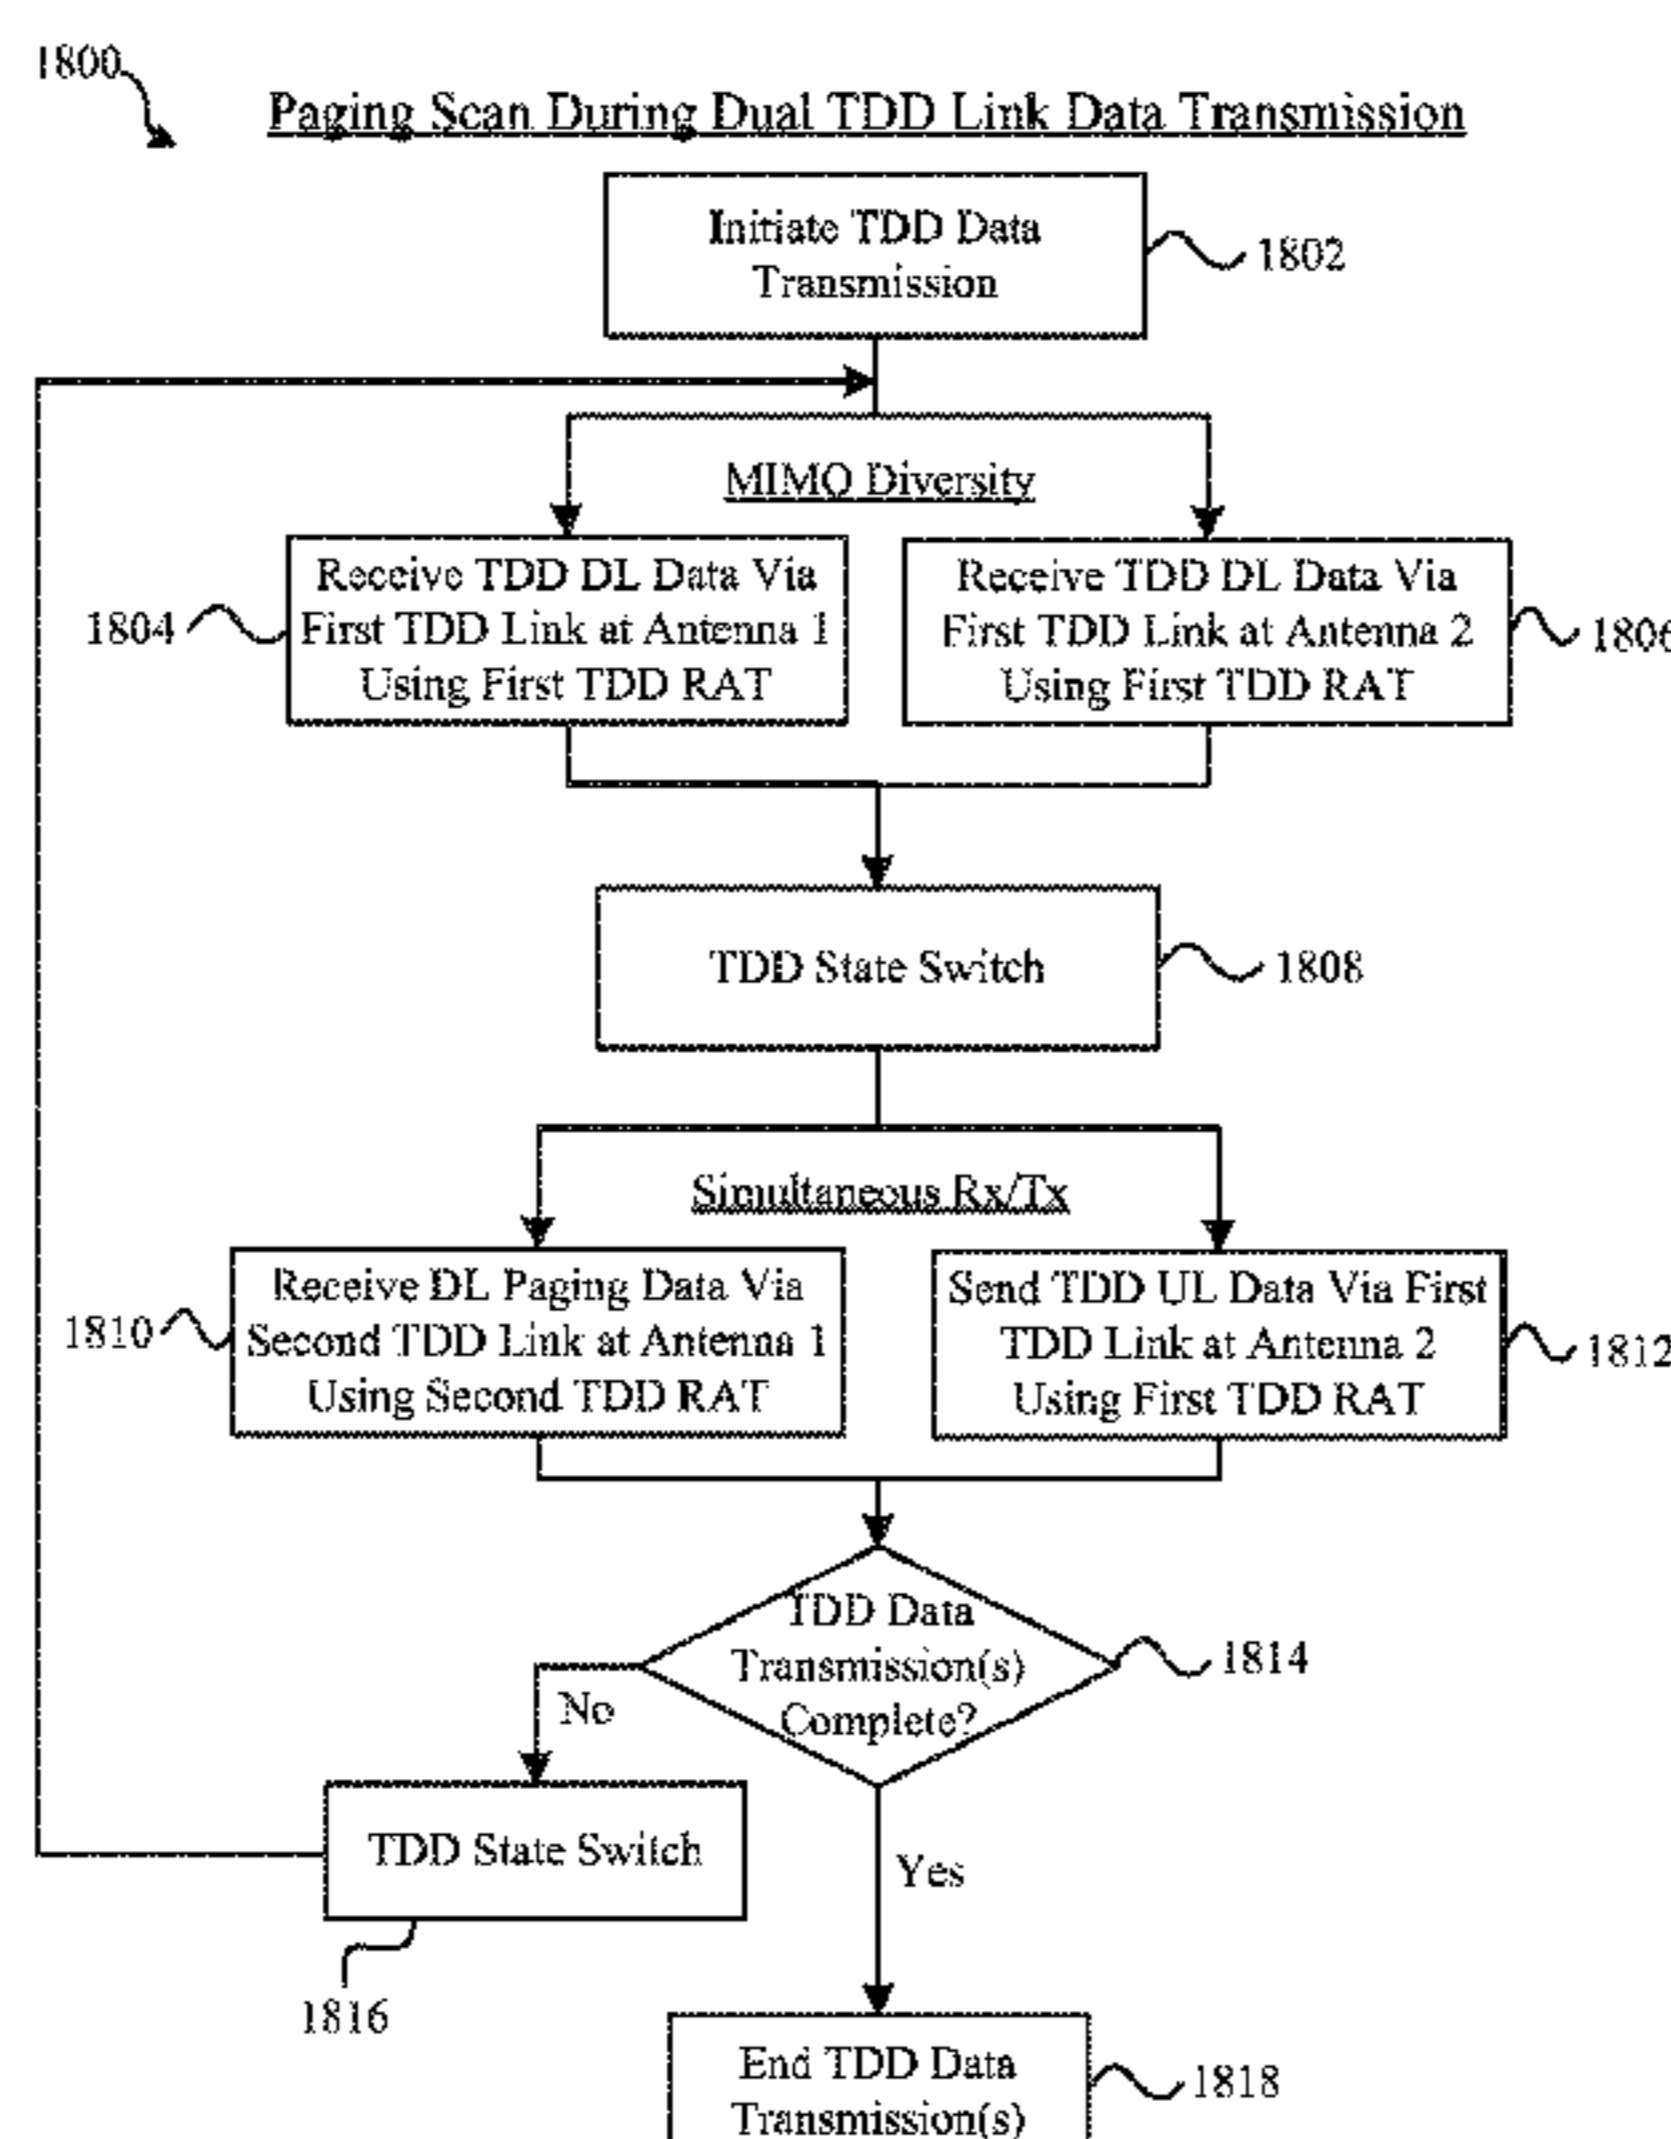 1800
Paging Scan During Dual TDD Link Data Transmission
Initiate TDD Data
Transmission
1802
MIMO Diversity
Receive TDD DL Data Via
First TDD Link at Antenna 1
Using First TDD RAT
1804
Receive TDD DL Data Via
First TDD Link at Antenna 2
Using First TDD RAT
1806
TDD State Switch
1808
Simultaneous Rx/Tx
Receive DL Paging Data Via
Second TDD Link at Antenna 1
Using Second TDD RAT
1810
Send TDD UL Data Via First
TDD Link at Antenna 2
Using First TDD RAT
1812
TDD Data
Transmission(s)
Complete?
1814
No
TDD State Switch
1816
Yes
End TDD Data
Transmission(s)
1818